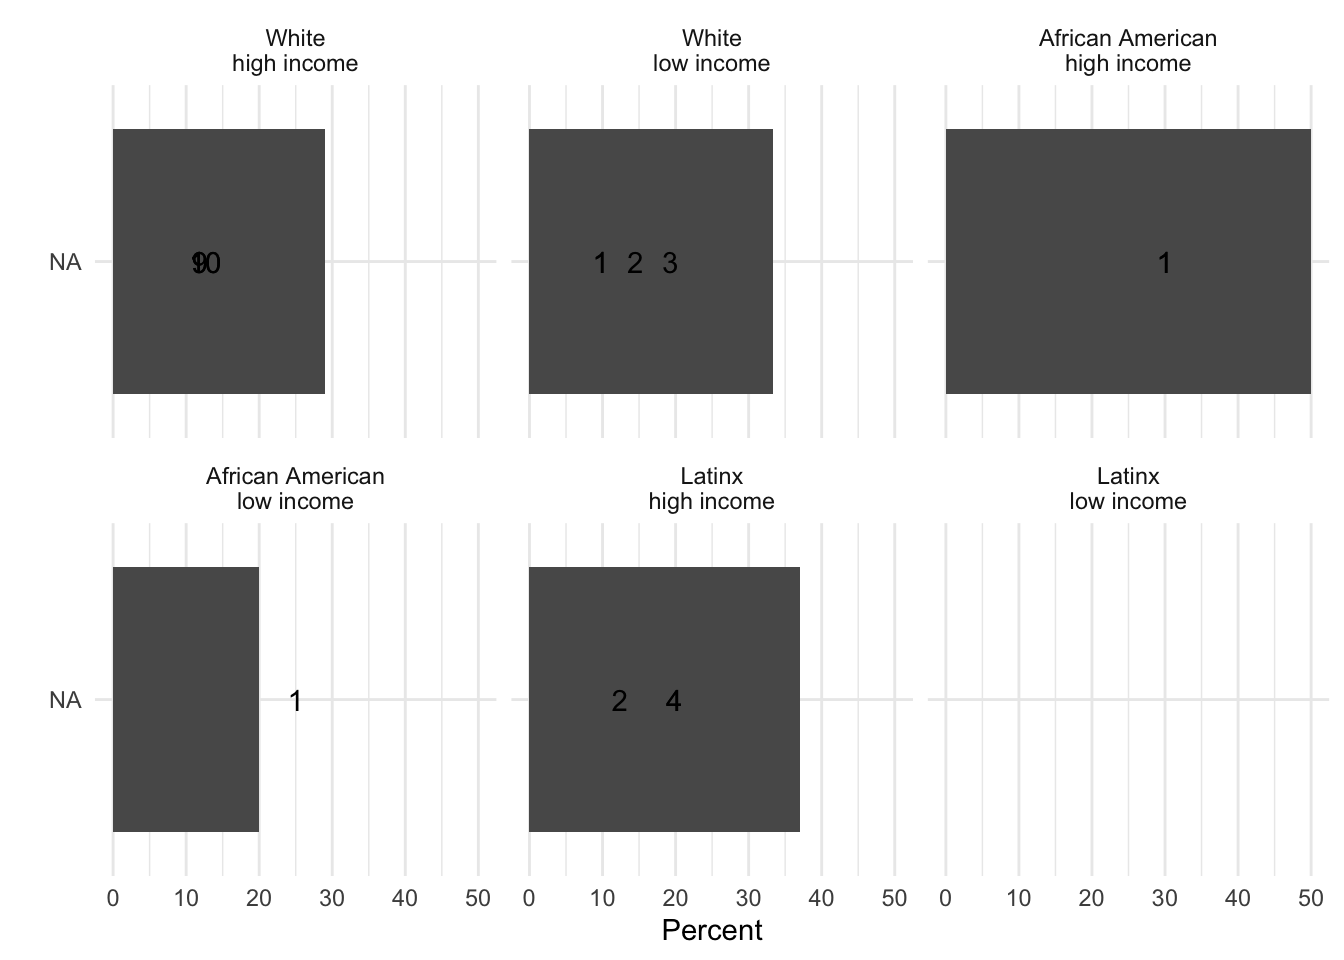 White
high income
White
low income
African American
high income
NA
10
1 2 3
1
African American
low income
Latinx
high income
Latinx
low income
NA
1
2 4
0 10 20 30 40 50
0 10 20 30 40 50
0 10 20 30 40 50
Percent